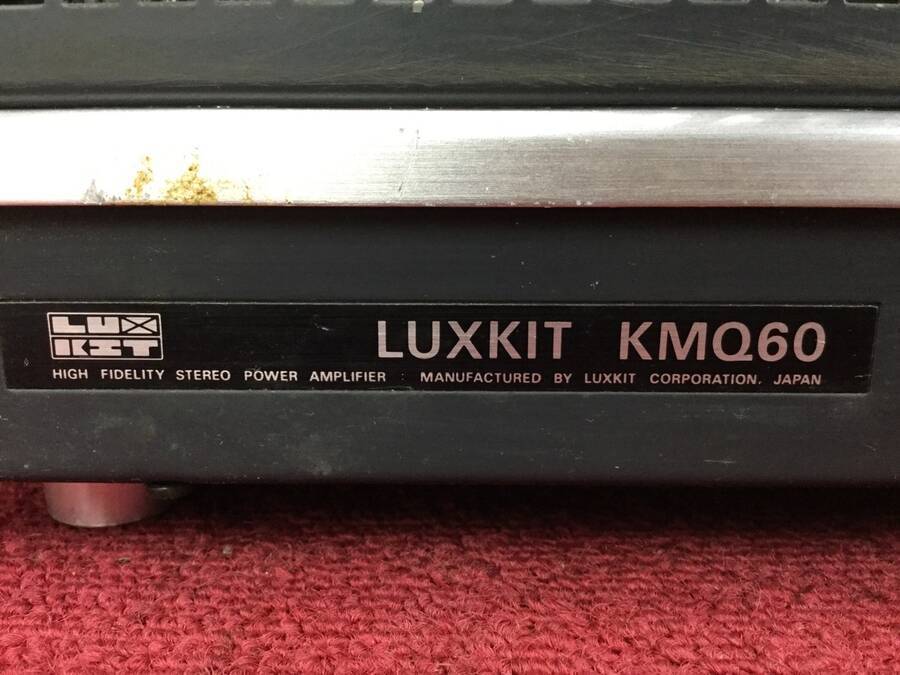 LUX
KIT
LUXKIT KMQ60
HIGH FIDELITY STEREO POWER AMPLIFIER MANUFACTURED BY LUXKIT CORPORATION. JAPAN